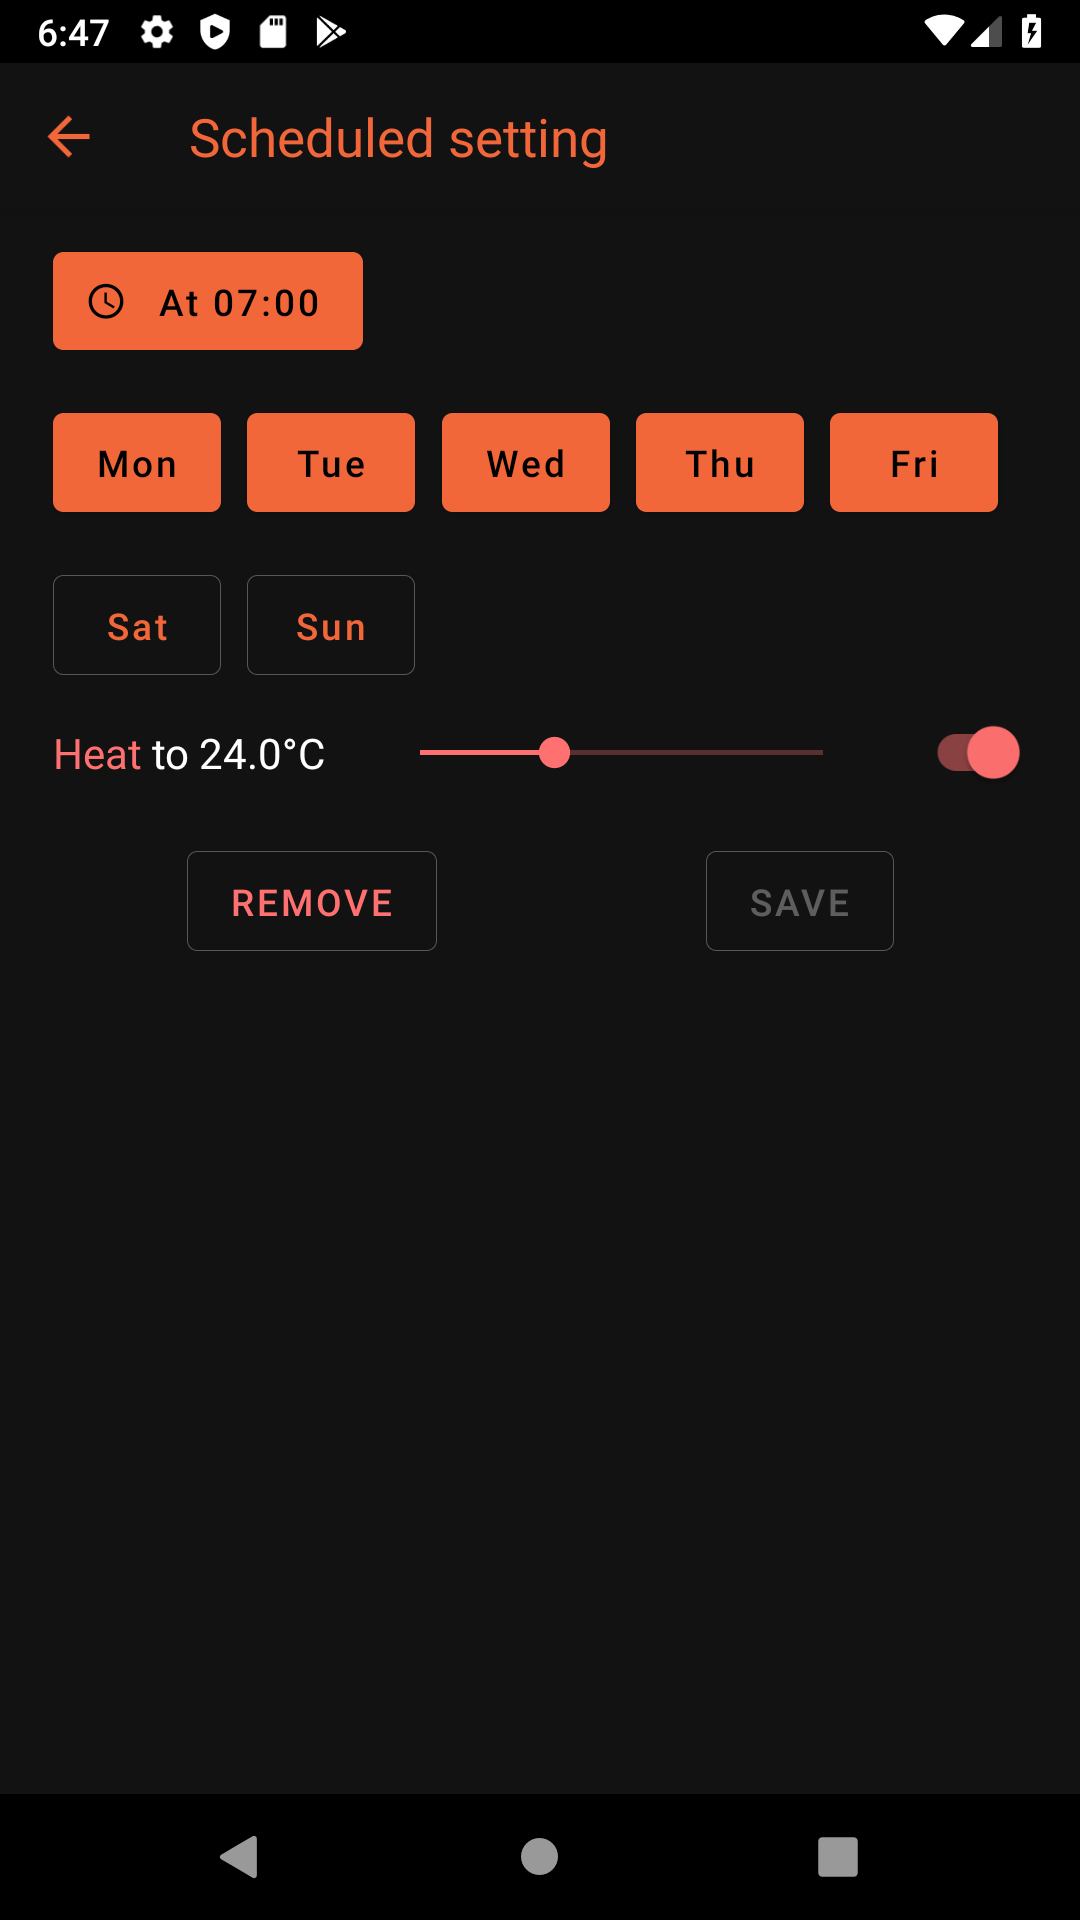 6:47
Scheduled setting
At 07:00
Mon Tue Wed Thu Fri
Sat Sun
Heat to 24.0°C
REMOVE SAVE